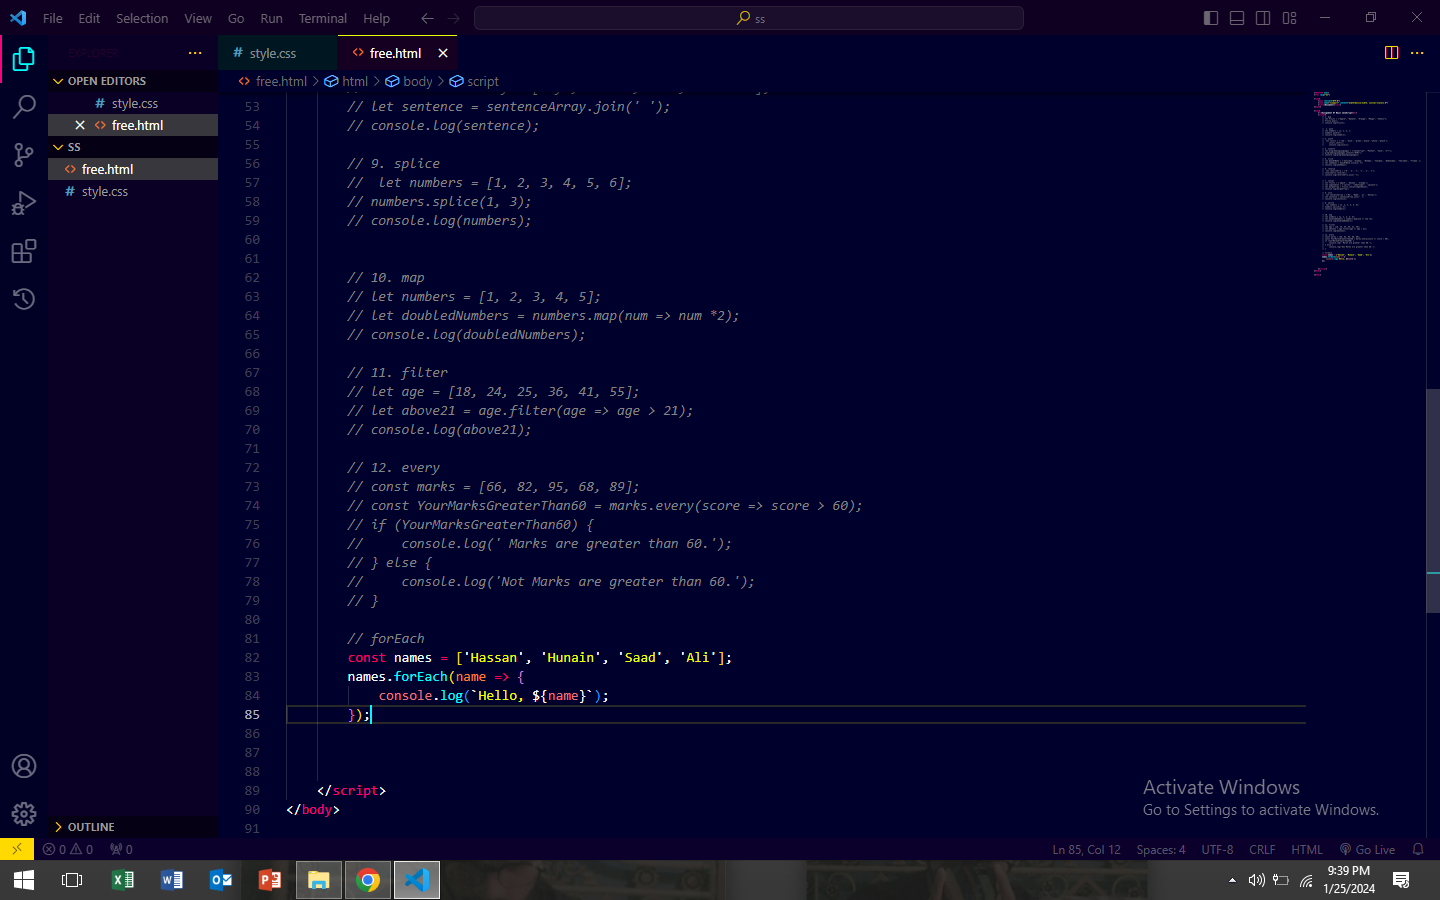 File Edit Selection View Go Run Terminal Help
ss
EXPLORER
style.css
free.html
free.html > html > body > script
OPEN EDITORS
style.css
free.html
SS
free.html
style.css
OUTLINE
53 // let sentence = sentenceArray.join(' ');
54 // console.log(sentence);
55
56 // 9. splice
57 //  let numbers = [1, 2, 3, 4, 5, 6];
58 // numbers.splice(1, 3);
59 // console.log(numbers);
60
61
62 // 10. map
63 // let numbers = [1, 2, 3, 4, 5];
64 // let doubledNumbers = numbers.map(num => num *2);
65 // console.log(doubledNumbers);
66
67 // 11. filter
68 // let age = [18, 24, 25, 36, 41, 55];
69 // let above21 = age.filter(age => age > 21);
70 // console.log(above21);
71
72 // 12. every
73 // const marks = [66, 82, 95, 68, 89];
74 // const YourMarksGreaterThan60 = marks.every(score => score > 60);
75 // if (YourMarksGreaterThan60) {
76 //     console.log(' Marks are greater than 60.');
77 // } else {
78 //     console.log('Not Marks are greater than 60.');
79 // }
80
81 // forEach
82 const names = ['Hassan', 'Hunain', 'Saad', 'Ali'];
83 names.forEach(name => {
84     console.log(`Hello, ${name}`);
85 });
86
87
88
89 </script>
90 </body>
91
Activate Windows
Go to Settings to activate Windows.
0 0 0
Ln 85, Col 12 Spaces: 4 UTF-8 CRLF HTML Go Live
9:39 PM
1/25/2024